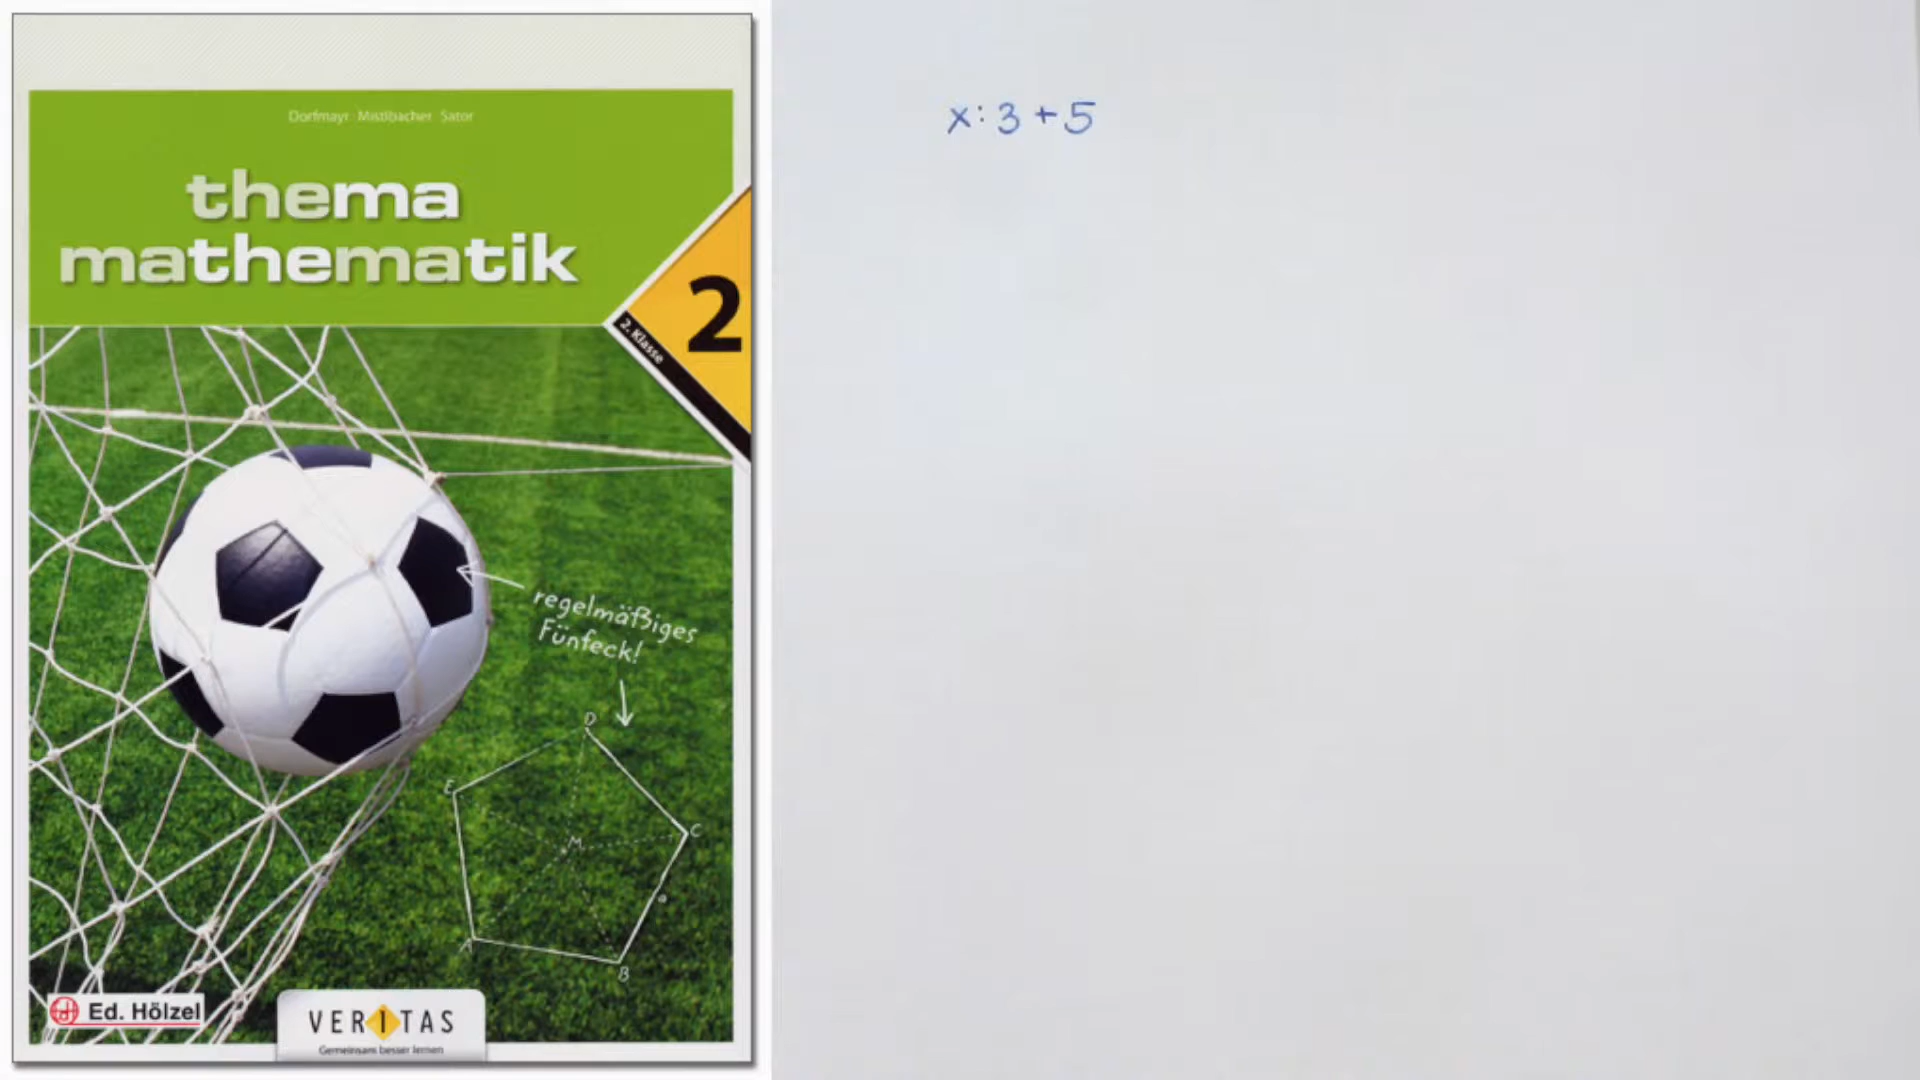 Dorfmayr Mistlbacher Sator
thema
mathematik
2
2. Klasse
regelmäßiges
Fünfeck!
D
E
C
M
a
A
B
Ed. Hölzel
VERITAS
Gemeinsam besser lernen
x:3+5